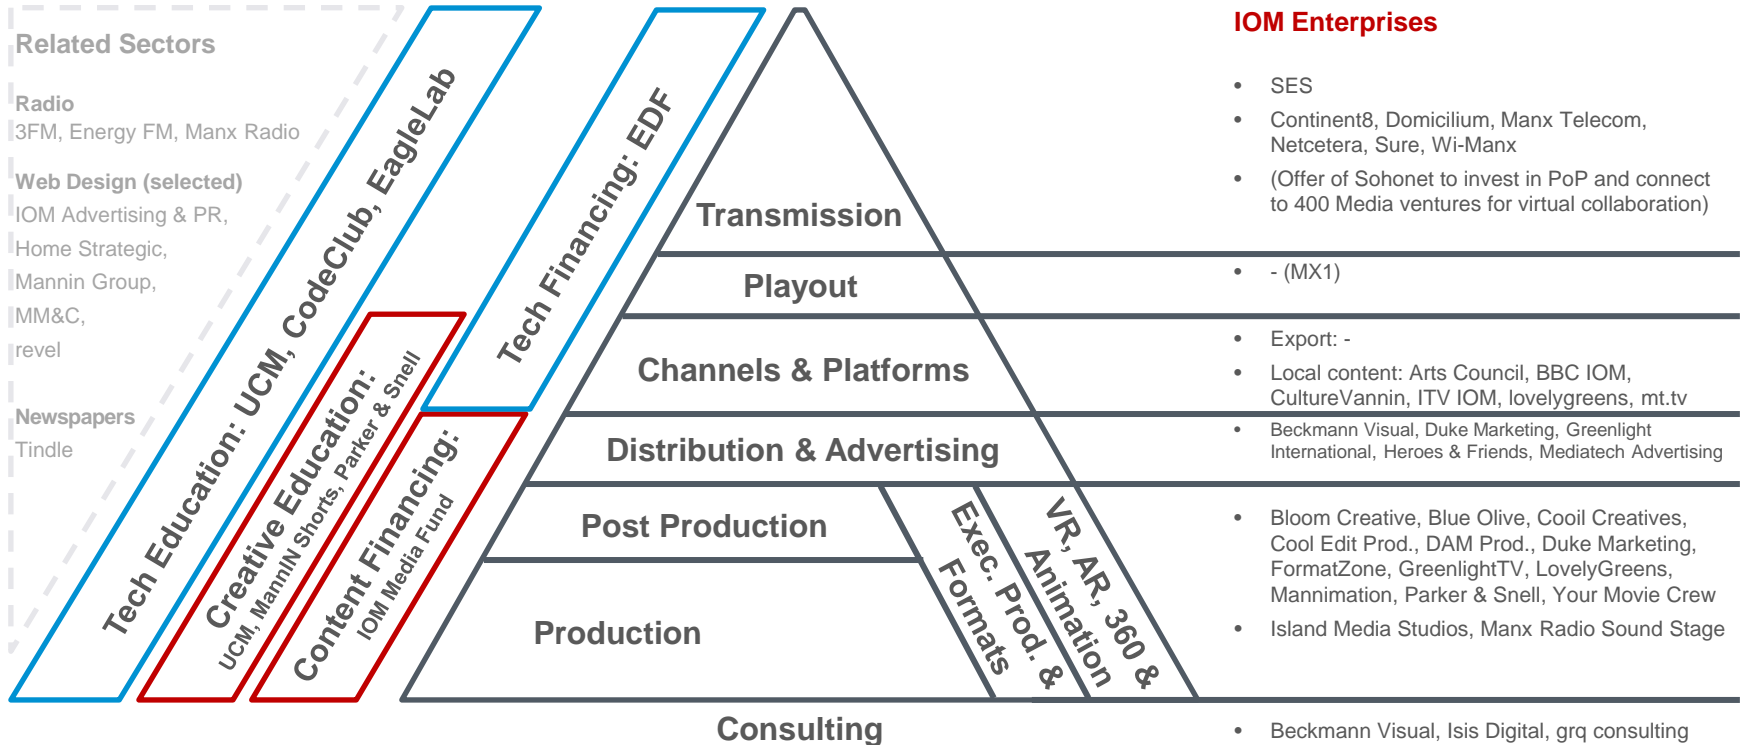 Related Sectors
Radio
3FM, Energy FM, Manx Radio
Web Design (selected)
IOM Advertising & PR,
Home Strategic,
Mannin Group,
MM&C,
revel
Newspapers
Tindle
Tech Education: UCM, CodeClub, EagleLab
Creative Education:
UCM, MannIN Shorts, Parker & Snell
Content Financing:
IOM Media Fund
Tech Financing: EDF
Transmission
Playout
Channels & Platforms
Distribution & Advertising
Post Production
Production
Exec. Prod. &
Formats
VR, AR, 360 &
Animation
Consulting
IOM Enterprises
• SES
• Continent8, Domicilium, Manx Telecom,
Netcetera, Sure, Wi-Manx
• (Offer of Sohonet to invest in PoP and connect
to 400 Media ventures for virtual collaboration)
• - (MX1)
• Export: -
• Local content: Arts Council, BBC IOM,
CultureVannin, ITV IOM, lovelygreens, mt.tv
• Beckmann Visual, Duke Marketing, Greenlight
International, Heroes & Friends, Mediatech Advertising
• Bloom Creative, Blue Olive, Cooil Creatives,
Cool Edit Prod., DAM Prod., Duke Marketing,
FormatZone, GreenlightTV, LovelyGreens,
Mannimation, Parker & Snell, Your Movie Crew
• Island Media Studios, Manx Radio Sound Stage
• Beckmann Visual, Isis Digital, grq consulting